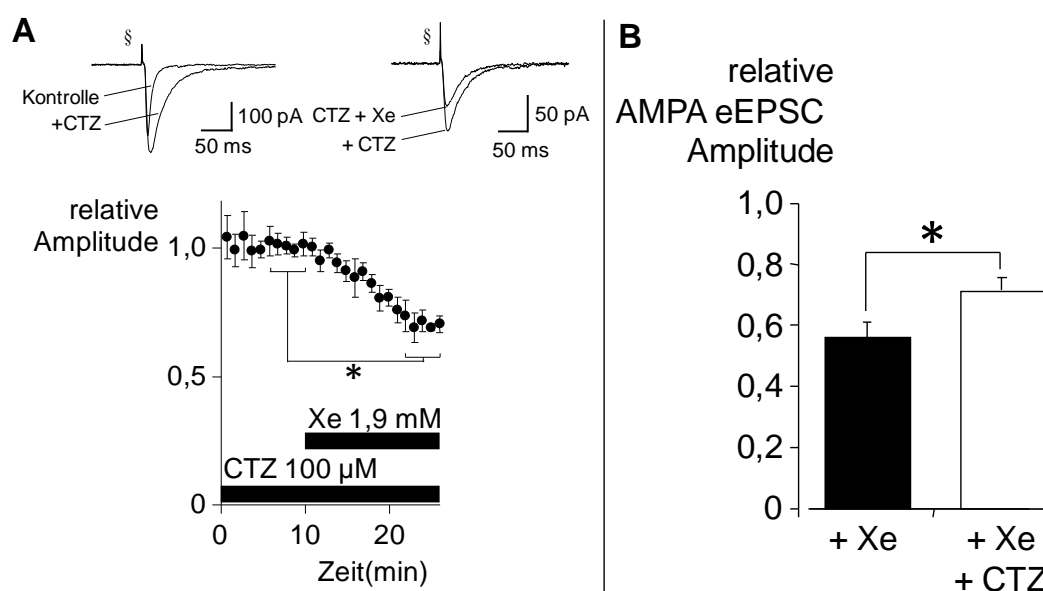 A
§
Kontrolle
+CTZ
100 pA
50 ms
§
CTZ + Xe
+ CTZ
50 pA
50 ms
relative
Amplitude
1,0
*
0,5
Xe 1,9 mM
CTZ 100 µM
0
0 10 20
Zeit(min)
B
relative
AMPA eEPSC
Amplitude
1,0
*
0,8
0,6
0,4
0,2
0
+ Xe + Xe
+ CTZ